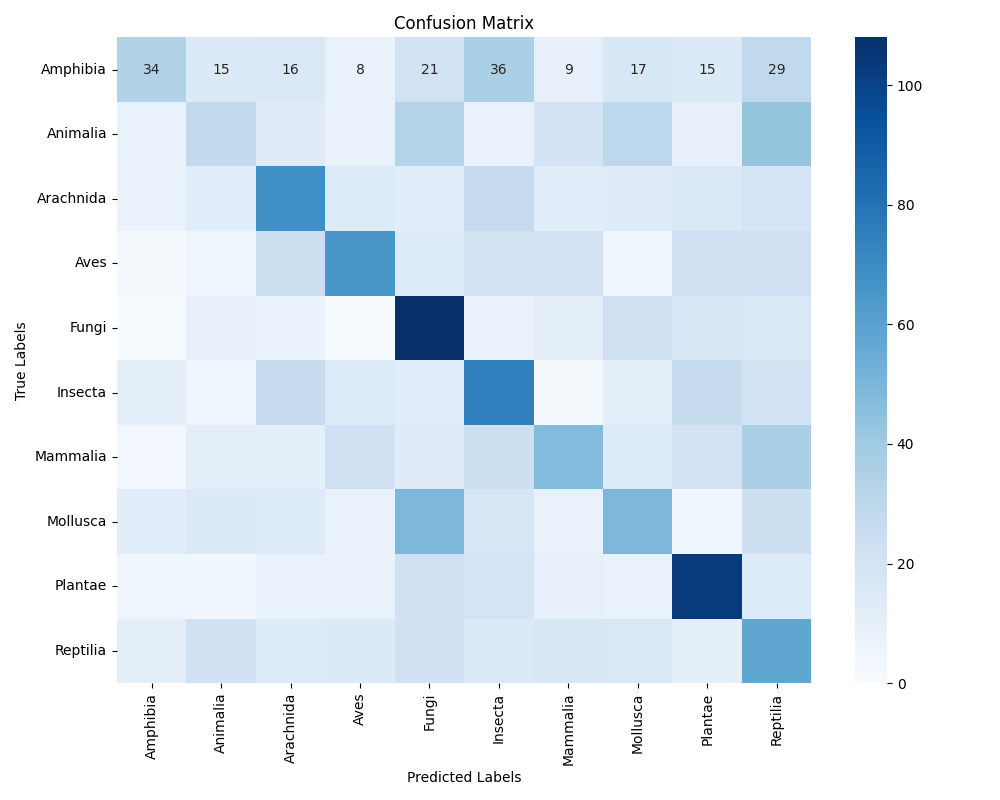 Confusion Matrix
Amphibia 34 15 16 8 21 36 9 17 15 29
Animalia
Arachnida
Aves
Fungi
Insecta
Mammalia
Mollusca
Plantae
Reptilia
True Labels
Amphibia Animalia Arachnida Aves Fungi Insecta Mammalia Mollusca Plantae Reptilia
Predicted Labels
100
80
60
40
20
0